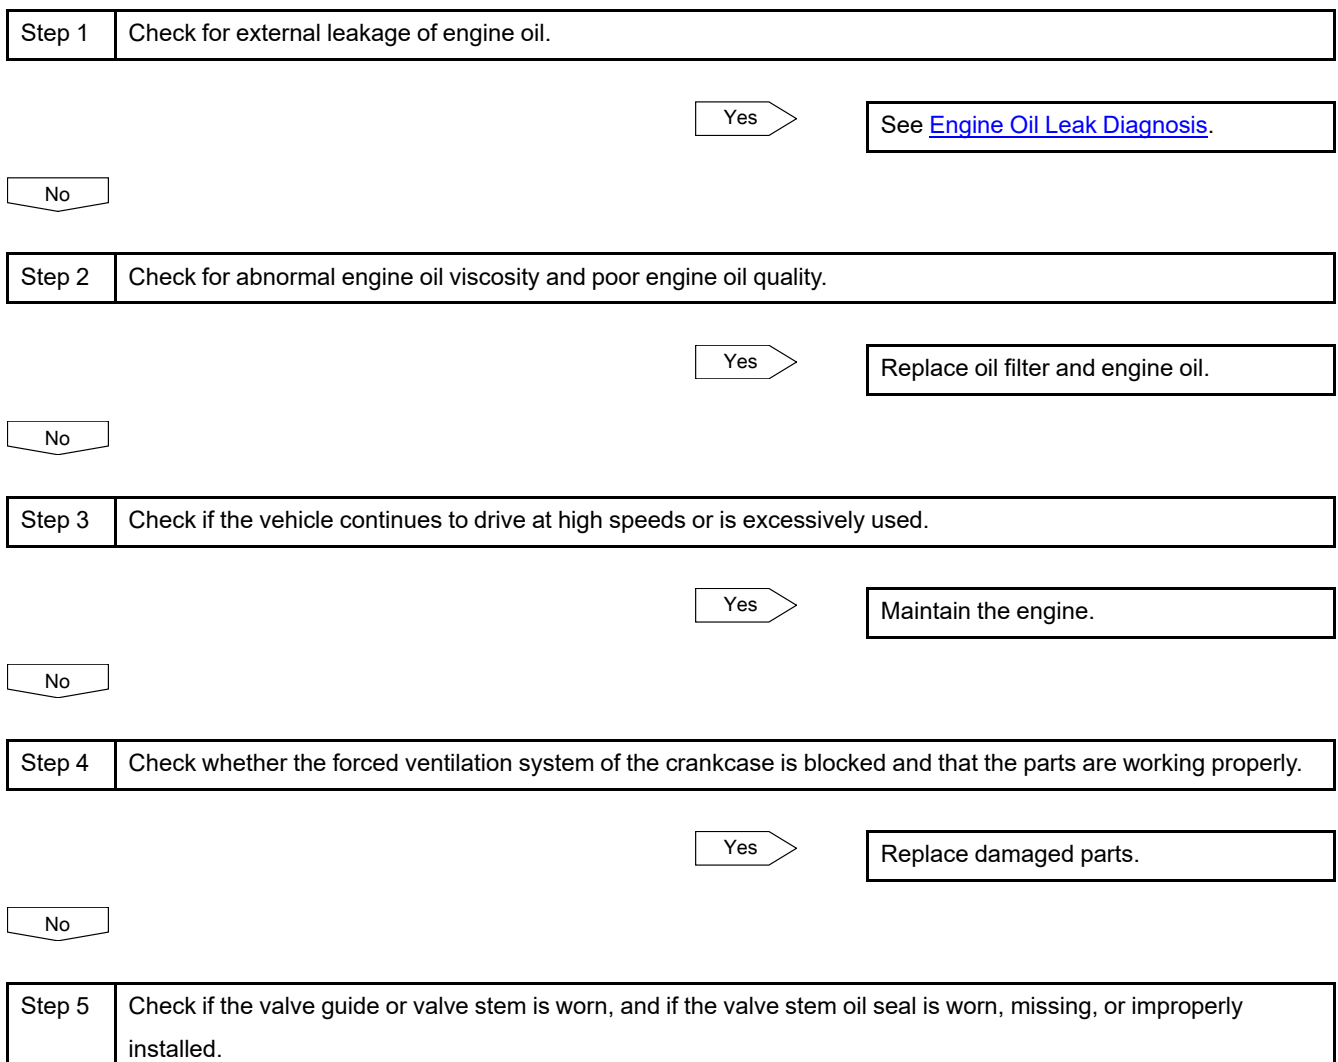 Step 1 Check for external leakage of engine oil.
Yes See Engine Oil Leak Diagnosis.
No
Step 2 Check for abnormal engine oil viscosity and poor engine oil quality.
Yes Replace oil filter and engine oil.
No
Step 3 Check if the vehicle continues to drive at high speeds or is excessively used.
Yes Maintain the engine.
No
Step 4 Check whether the forced ventilation system of the crankcase is blocked and that the parts are working properly.
Yes Replace damaged parts.
No
Step 5 Check if the valve guide or valve stem is worn, and if the valve stem oil seal is worn, missing, or improperly
installed.